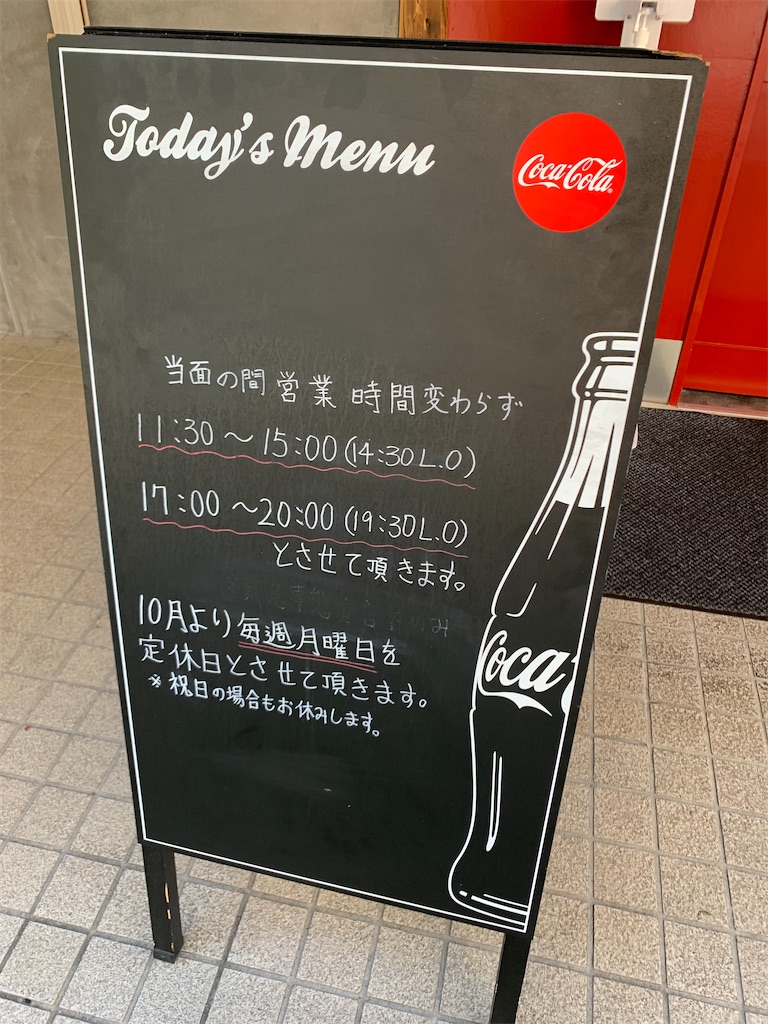 Today's Menu
Coca-Cola
当面の間 営業 時間変わらず
11:30 〜 15:00 (14:30 L.O)
17:00 〜 20:00 (19:30 L.O)
とさせて頂きます。
10月より毎週月曜日を
定休日とさせて頂きます。
※祝日の場合もお休みします。
Coca